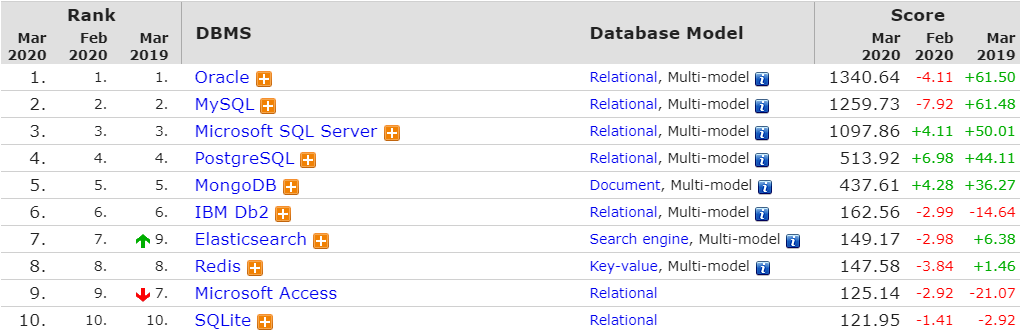 Rank Score
Mar Feb Mar DBMS Database Model Mar Feb Mar
2020 2020 2019 2020 2020 2019
1. 1. 1. Oracle Relational, Multi-model 1340.64 -4.11 +61.50
2. 2. 2. MySQL Relational, Multi-model 1259.73 -7.92 +61.48
3. 3. 3. Microsoft SQL Server Relational, Multi-model 1097.86 +4.11 +50.01
4. 4. 4. PostgreSQL Relational, Multi-model 513.92 +6.98 +44.11
5. 5. 5. MongoDB Document, Multi-model 437.61 +4.28 +36.27
6. 6. 6. IBM Db2 Relational, Multi-model 162.56 -2.99 -14.64
7. 7. 9. Elasticsearch Search engine, Multi-model 149.17 -2.98 +6.38
8. 8. 8. Redis Key-value, Multi-model 147.58 -3.84 +1.46
9. 9. 7. Microsoft Access Relational 125.14 -2.92 -21.07
10. 10. 10. SQLite Relational 121.95 -1.41 -2.92